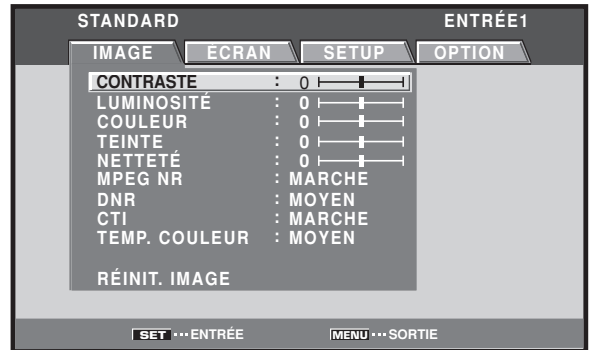 STANDARD ENTRÉE1
IMAGE ÉCRAN SETUP OPTION
CONTRASTE : 0
LUMINOSITÉ : 0
COULEUR : 0
TEINTE : 0
NETTETÉ : 0
MPEG NR : MARCHE
DNR : MOYEN
CTI : MARCHE
TEMP. COULEUR : MOYEN
RÉINIT. IMAGE
SET ···ENTRÉE MENU ···SORTIE